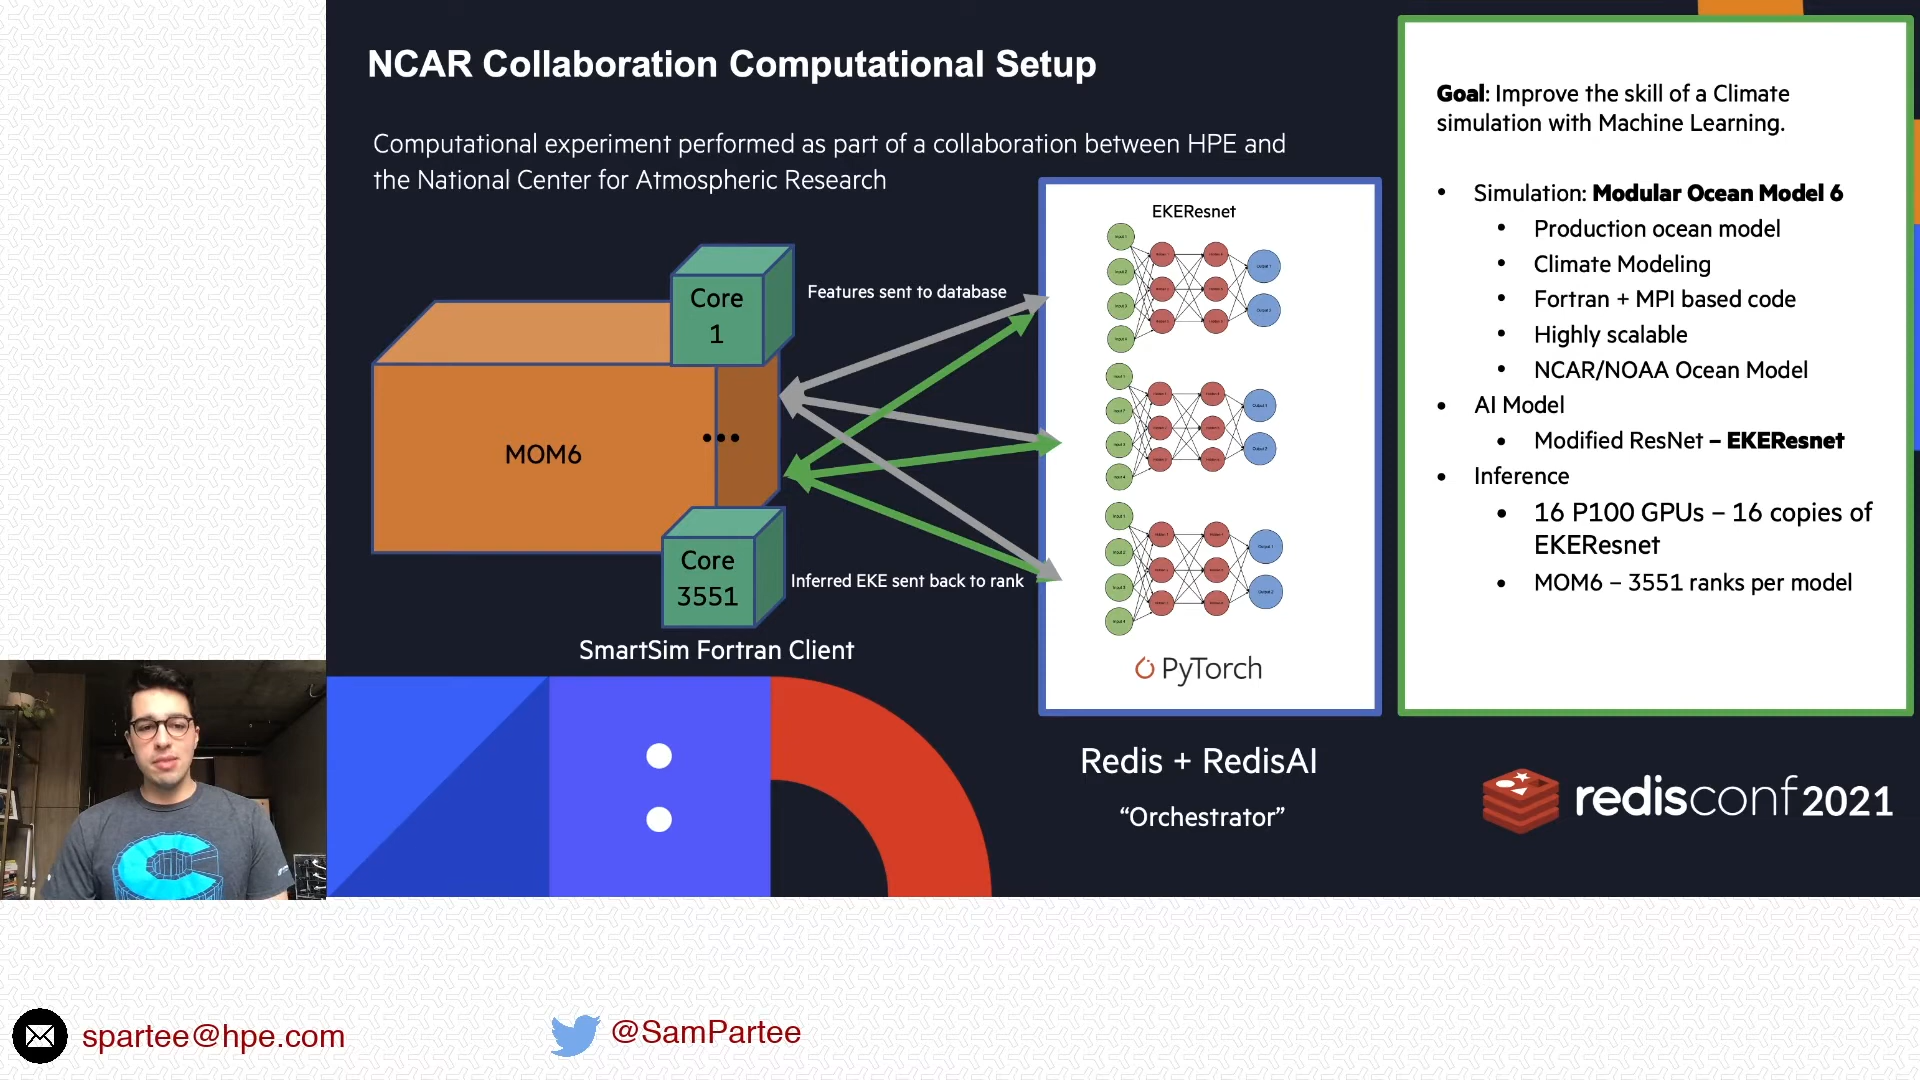 NCAR Collaboration Computational Setup
Computational experiment performed as part of a collaboration between HPE and
the National Center for Atmospheric Research
Core
1
MOM6
...
Core
3551
Features sent to database
Inferred EKE sent back to rank
SmartSim Fortran Client
EKEResnet
PyTorch
Redis + RedisAI
“Orchestrator”
Goal: Improve the skill of a Climate
simulation with Machine Learning.
• Simulation: Modular Ocean Model 6
• Production ocean model
• Climate Modeling
• Fortran + MPI based code
• Highly scalable
• NCAR/NOAA Ocean Model
• AI Model
• Modified ResNet – EKEResnet
• Inference
• 16 P100 GPUs – 16 copies of
EKEResnet
• MOM6 – 3551 ranks per model
redisconf 2021
C
spartee@hpe.com
@SamPartee